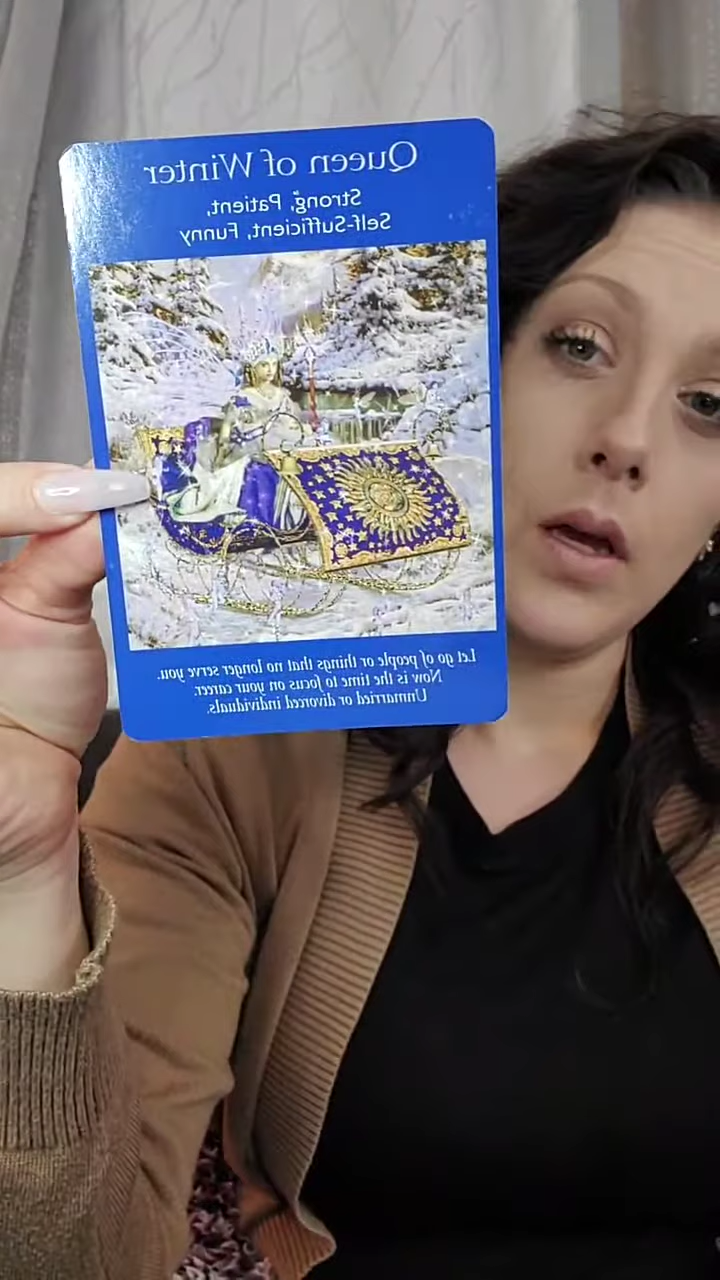 Queen of Winter
Strong, Patient,
Self-Sufficient, Funny
Let go of people or things that no longer serve you.
Now is the time to focus on your career.
Unmarried or divorced individuals.